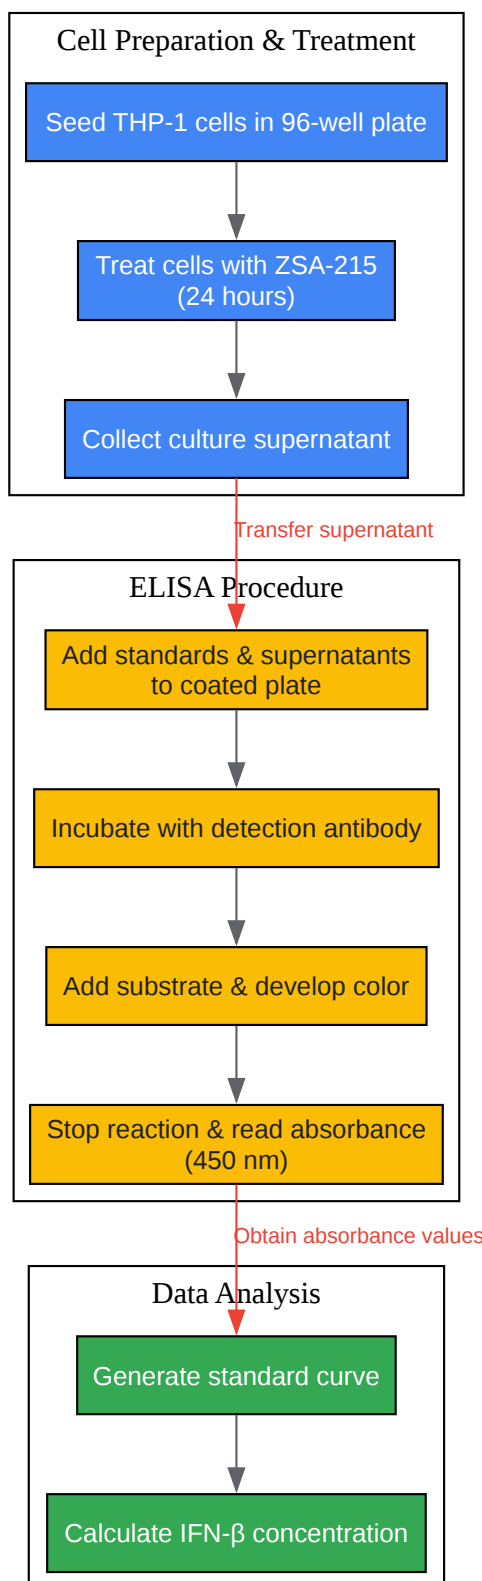 Cell Preparation & Treatment
Seed THP-1 cells in 96-well plate
Treat cells with ZSA-215
(24 hours)
Collect culture supernatant
Transfer supernatant
ELISA Procedure
Add standards & supernatants
to coated plate
Incubate with detection antibody
Add substrate & develop color
Stop reaction & read absorbance
(450 nm)
Obtain absorbance values
Data Analysis
Generate standard curve
Calculate IFN-β concentration